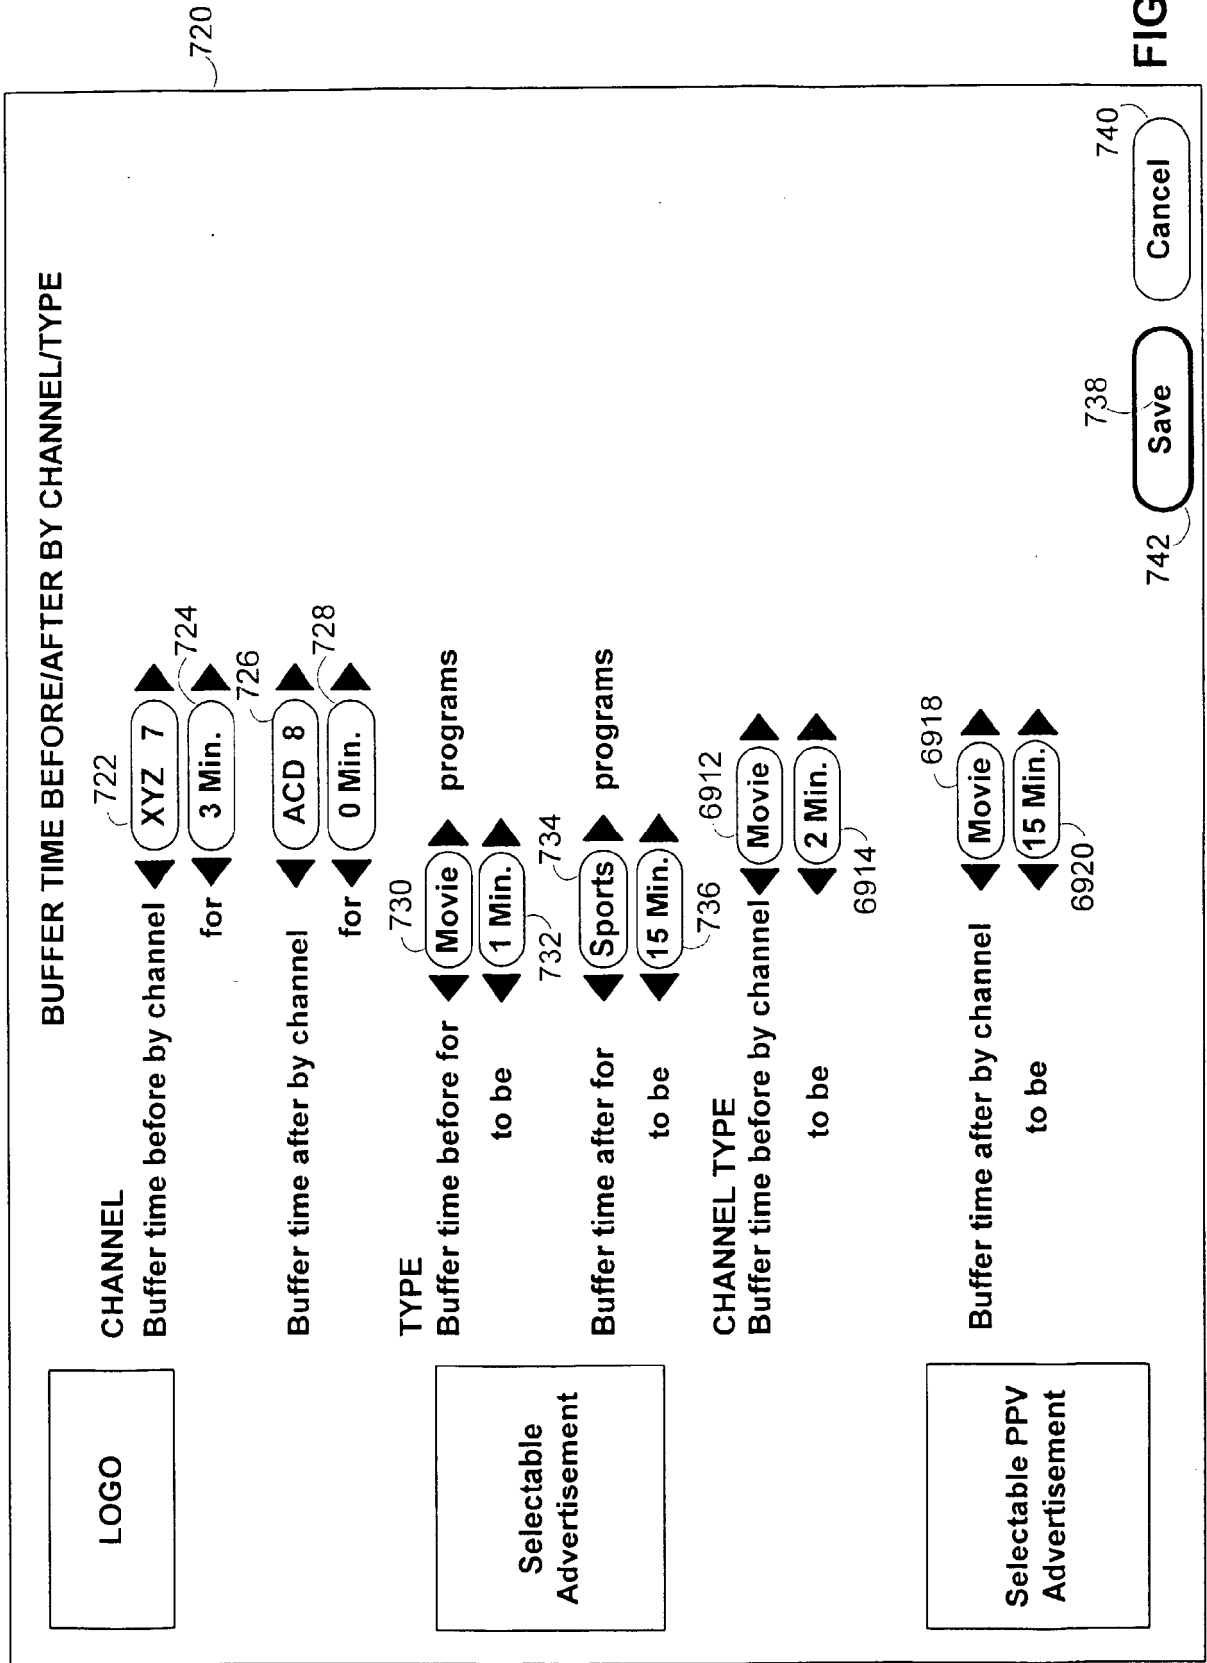 720
BUFFER TIME BEFORE/AFTER BY CHANNEL/TYPE
LOGO
CHANNEL
722
Buffer time before by channel XYZ 7
724
for 3 Min.
726
Buffer time after by channel ACD 8
728
for 0 Min.
TYPE
730
Buffer time before for Movie programs
to be 1 Min.
732
Selectable
Advertisement
734
Buffer time after for Sports programs
to be 15 Min.
736
CHANNEL TYPE
6912
Buffer time before by channel Movie
to be 2 Min.
6914
6918
Buffer time after by channel Movie
to be 15 Min.
6920
Selectable PPV
Advertisement
738
740
742
Save Cancel
FIG